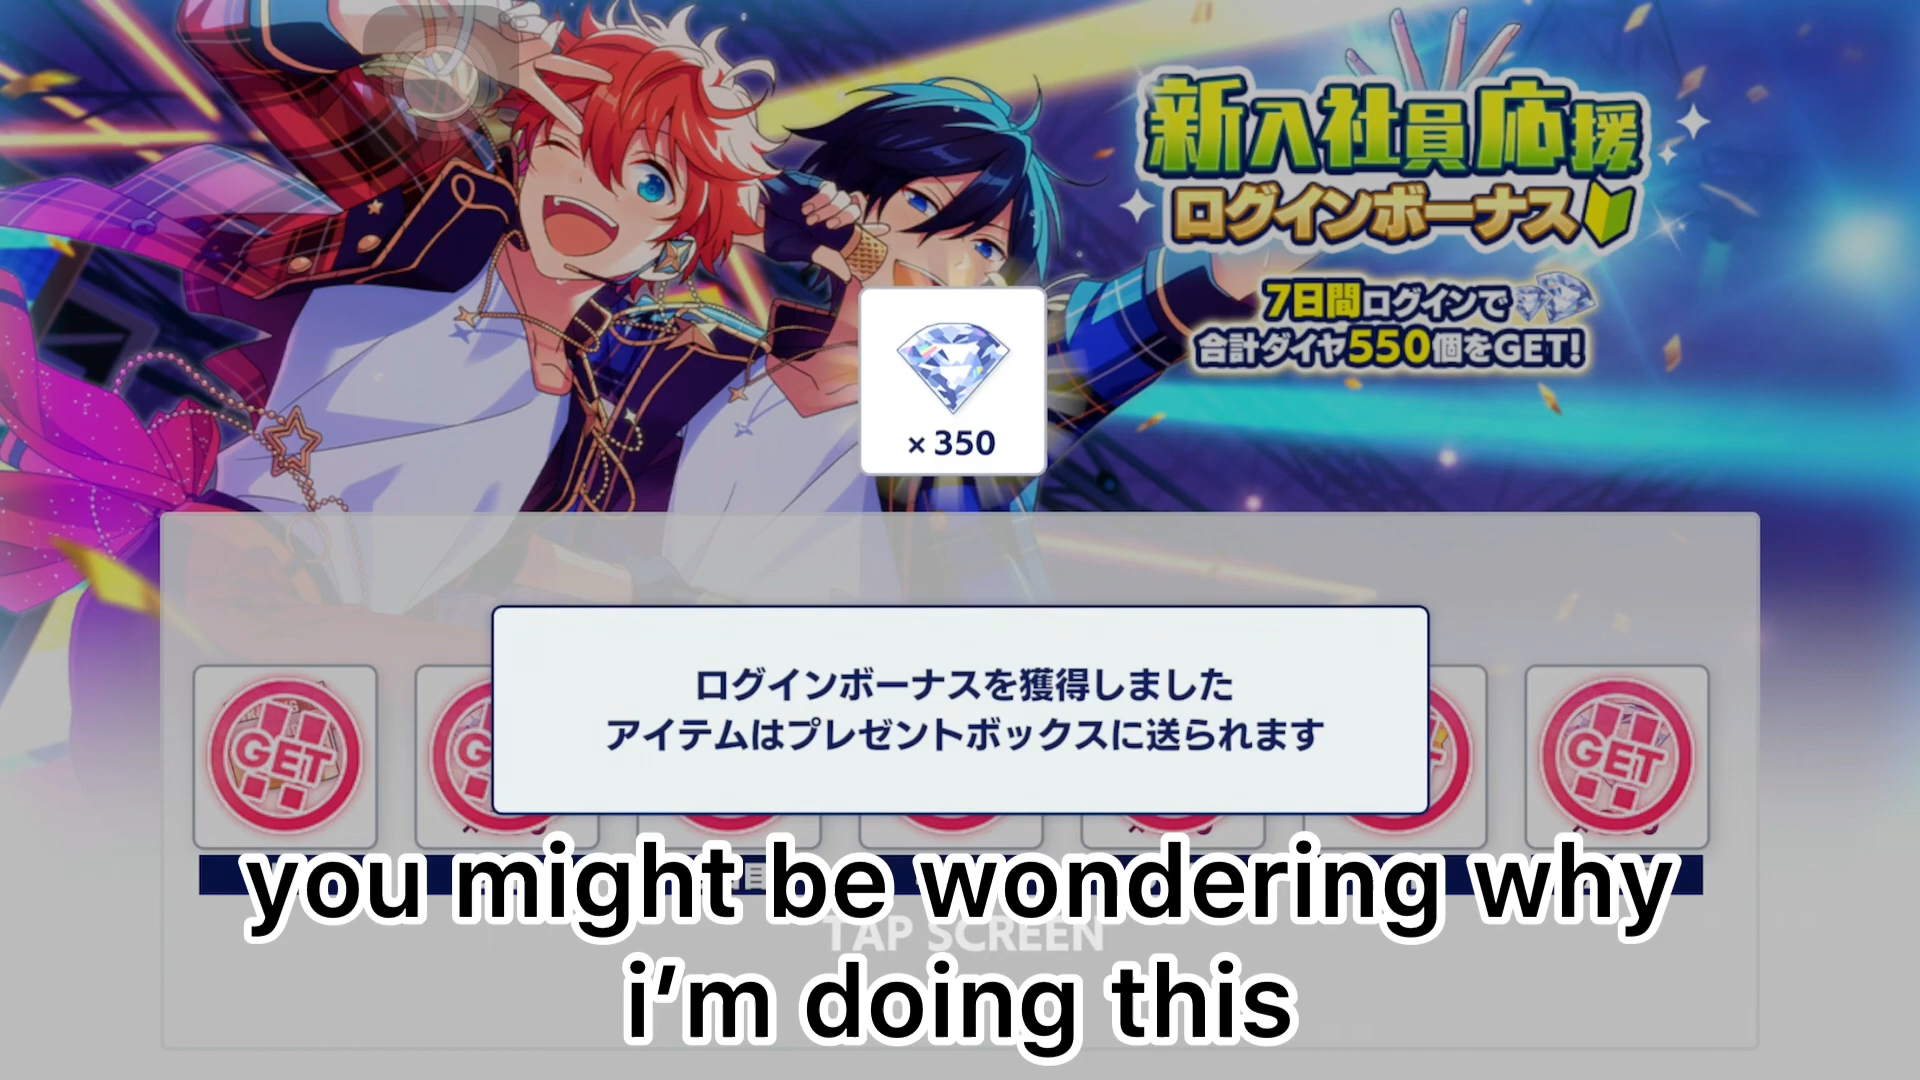 新入社員応援
ログインボーナス
7日間ログインで
合計ダイヤ550個をGET!
×350
ログインボーナスを獲得しました
アイテムはプレゼントボックスに送られます
GET
GET
you might be wondering why
TAP SCREEN
i'm doing this